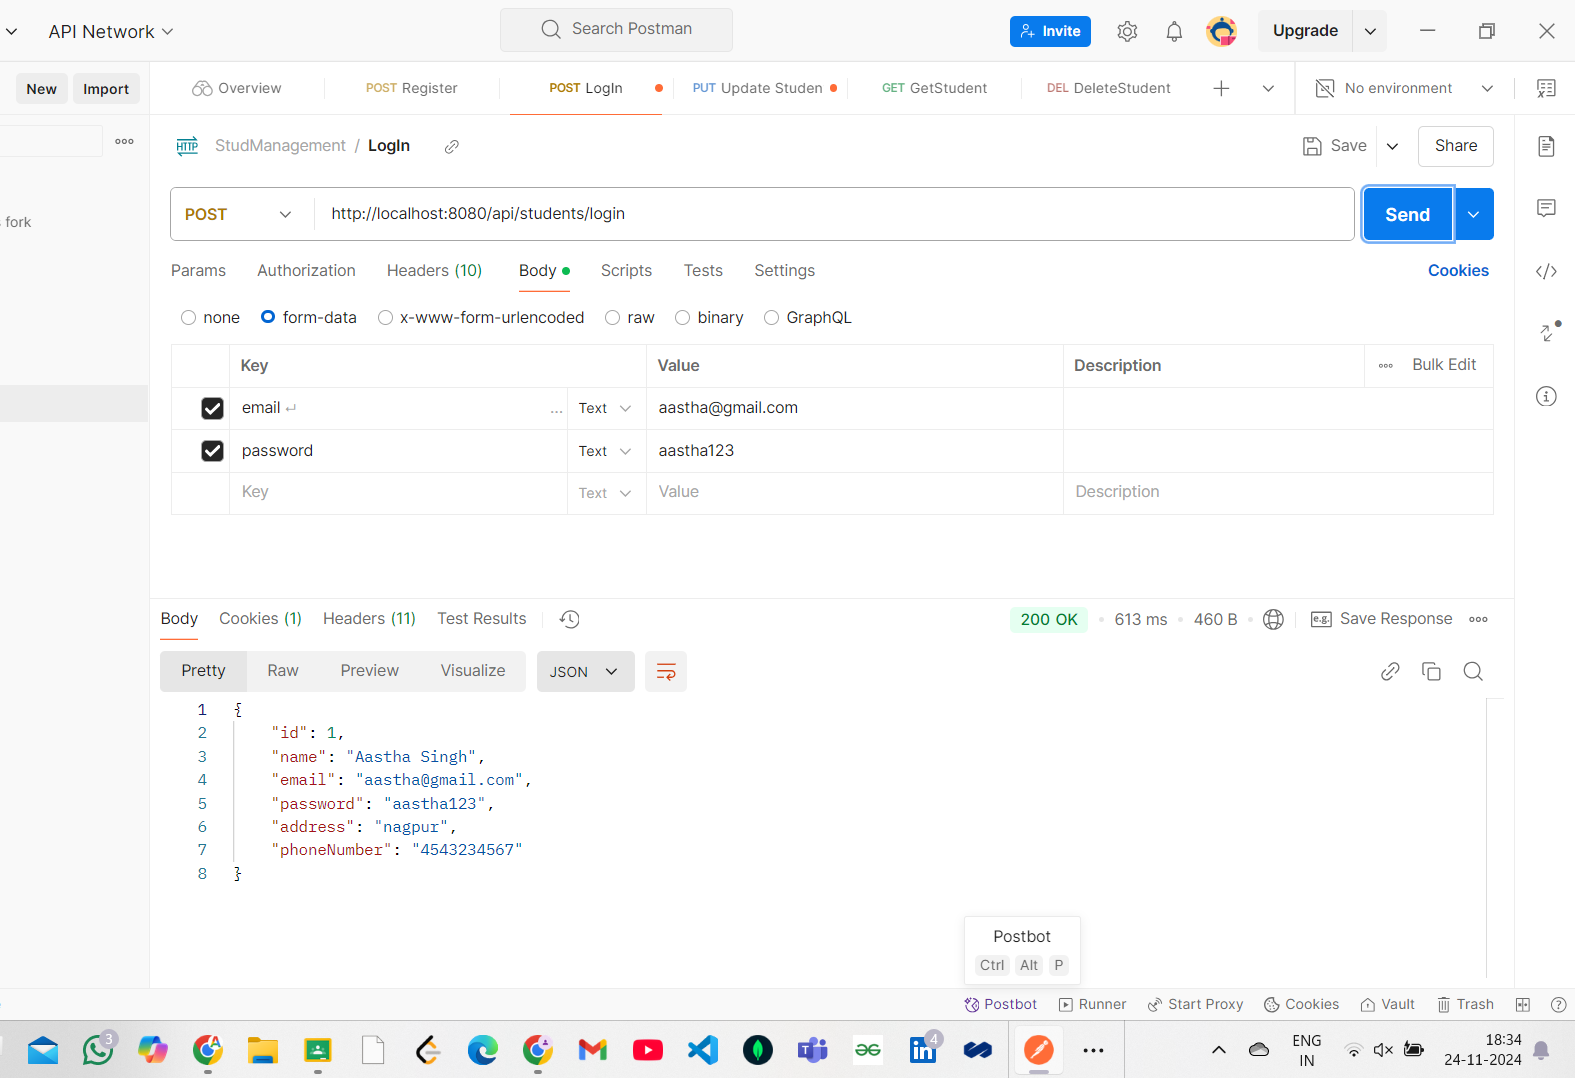 API Network
Search Postman
Invite
Upgrade
New
Import
Overview
POST Register
POST LogIn
PUT Update Studen
GET GetStudent
DEL DeleteStudent
No environment
HTTP StudManagement / LogIn
Save
Share
fork
POST
http://localhost:8080/api/students/login
Send
Params
Authorization
Headers (10)
Body
Scripts
Tests
Settings
Cookies
none
form-data
x-www-form-urlencoded
raw
binary
GraphQL
Key
Value
Description
Bulk Edit
email
...
Text
aastha@gmail.com
password
Text
aastha123
Key
Text
Value
Description
Body
Cookies (1)
Headers (11)
Test Results
200 OK
613 ms
460 B
e.g.
Save Response
Pretty
Raw
Preview
Visualize
JSON
1 {
2 "id": 1,
3 "name": "Aastha Singh",
4 "email": "aastha@gmail.com",
5 "password": "aastha123",
6 "address": "nagpur",
7 "phoneNumber": "4543234567"
8 }
Postbot
Ctrl Alt P
Postbot
Runner
Start Proxy
Cookies
Vault
Trash
3
4
ENG
IN
18:34
24-11-2024